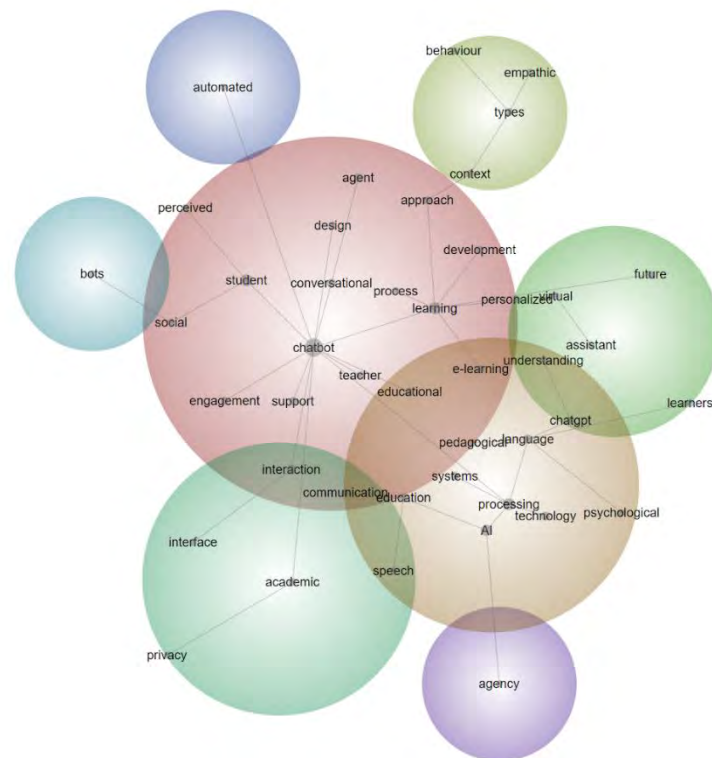 behaviour
empathic
automated
types
context
agent
approach
perceived
design
development
bots
student
conversational
process
future
personalized
virtual
learning
social
chatbot
assistant
understanding
teacher
e-learning
educational
engagement
support
learners
chatgpt
language
pedagogical
interaction
systems
communication
education
processing
psychological
technology
AI
interface
speech
academic
privacy
agency